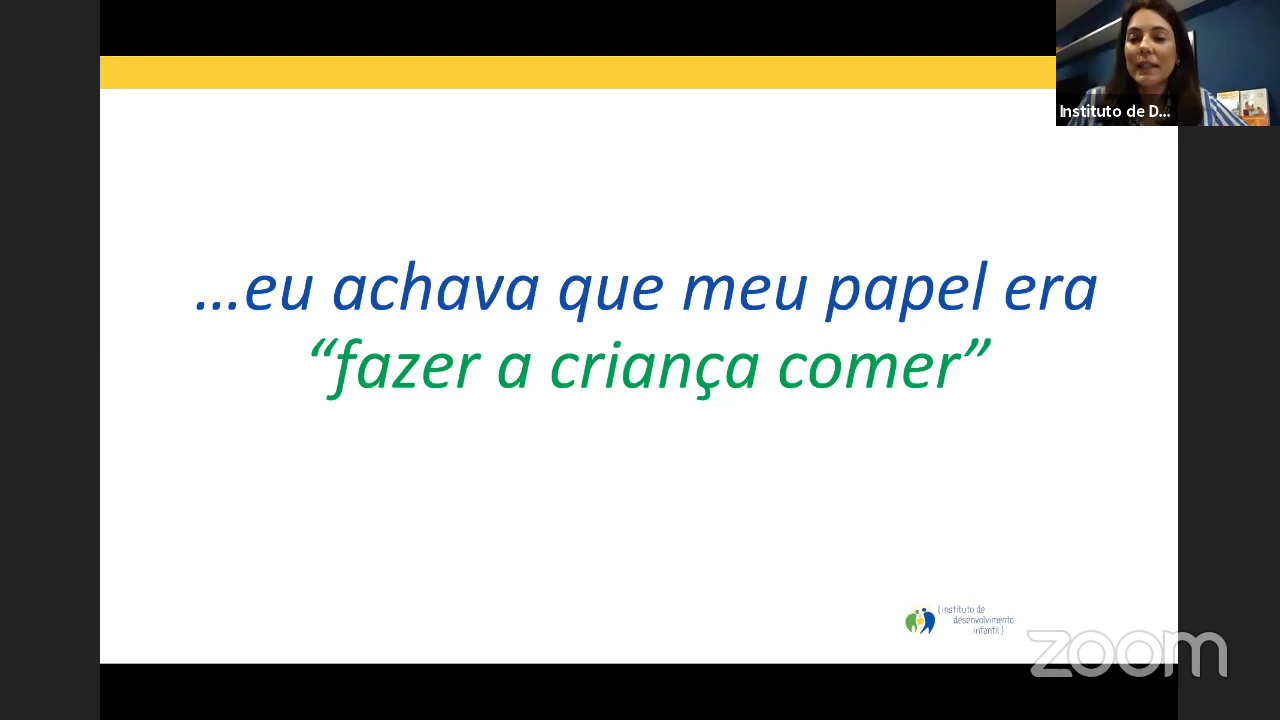 Instituto de D...
...eu achava que meu papel era
“fazer a criança comer”
{instituto de
desenvolvimento
infantil}
zoom